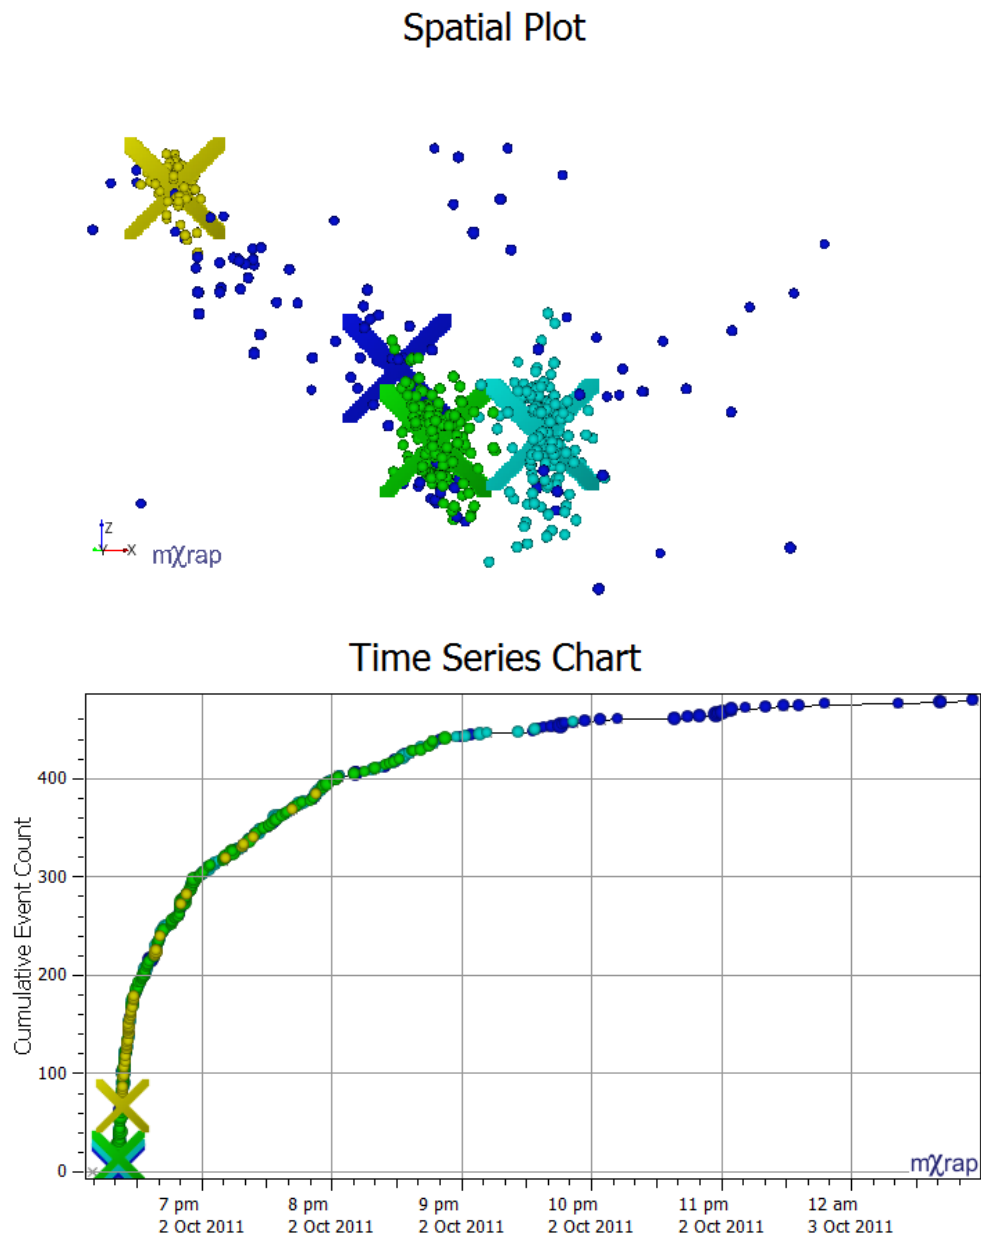 Spatial Plot
Z
Y
X
mχrap
Time Series Chart
Cumulative Event Count
400
300
200
100
0
mχrap
7 pm 8 pm 9 pm 10 pm 11 pm 12 am
2 Oct 2011 2 Oct 2011 2 Oct 2011 2 Oct 2011 2 Oct 2011 3 Oct 2011